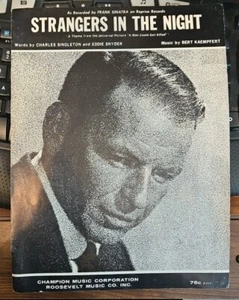 As Recorded by FRANK SINATRA on Reprise Records
STRANGERS IN THE NIGHT
(a Theme from the Universal Picture "A Man Could Get Killed")
Words by CHARLES SINGLETON and EDDIE SNYDER
Music by BERT KAEMPFERT
CHAMPION MUSIC CORPORATION
ROOSEVELT MUSIC CO. INC.
75c